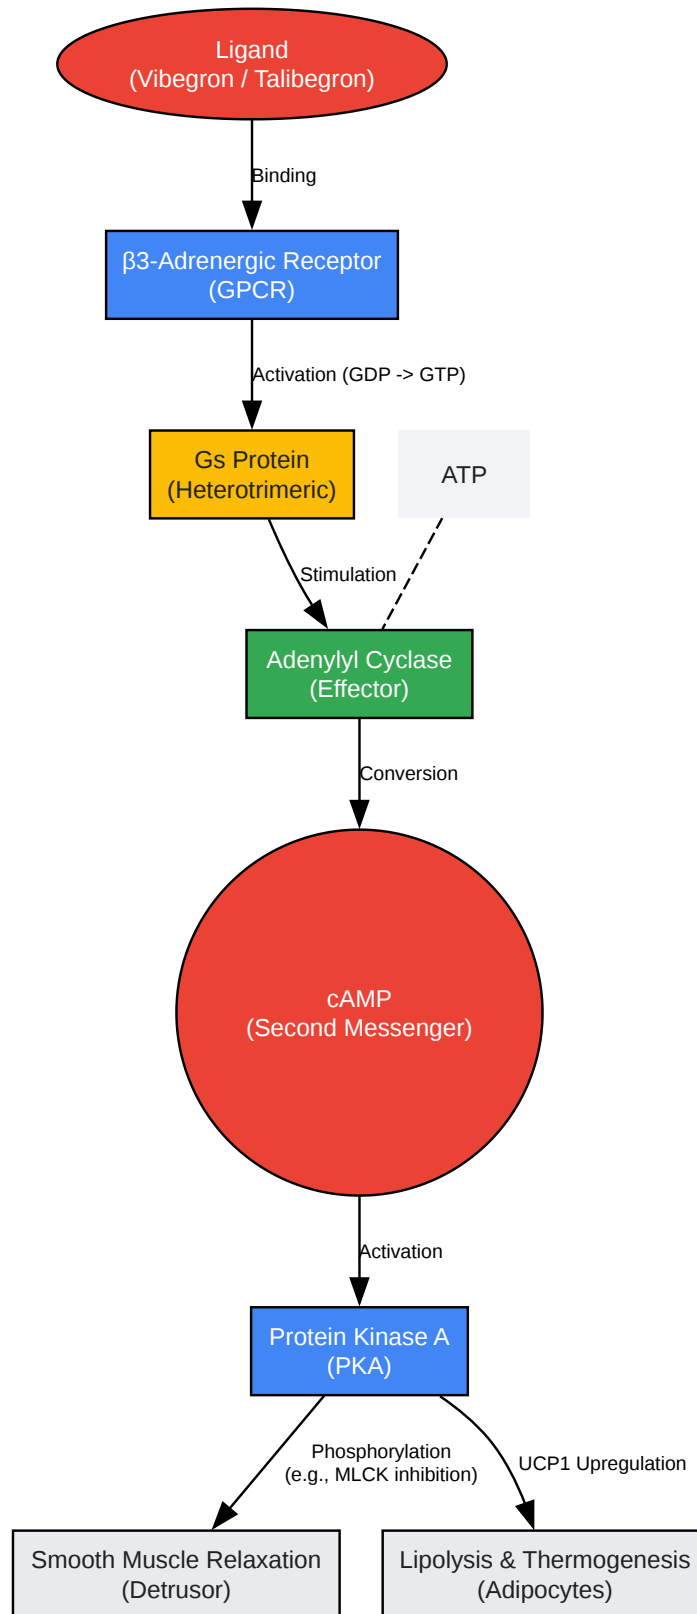 Ligand
(Vibegron / Talibegron)
Binding
β3-Adrenergic Receptor
(GPCR)
Activation (GDP -> GTP)
Gs Protein
(Heterotrimeric)
ATP
Stimulation
Adenylyl Cyclase
(Effector)
Conversion
cAMP
(Second Messenger)
Activation
Protein Kinase A
(PKA)
Phosphorylation
(e.g., MLCK inhibition)
UCP1 Upregulation
Smooth Muscle Relaxation
(Detrusor)
Lipolysis & Thermogenesis
(Adipocytes)